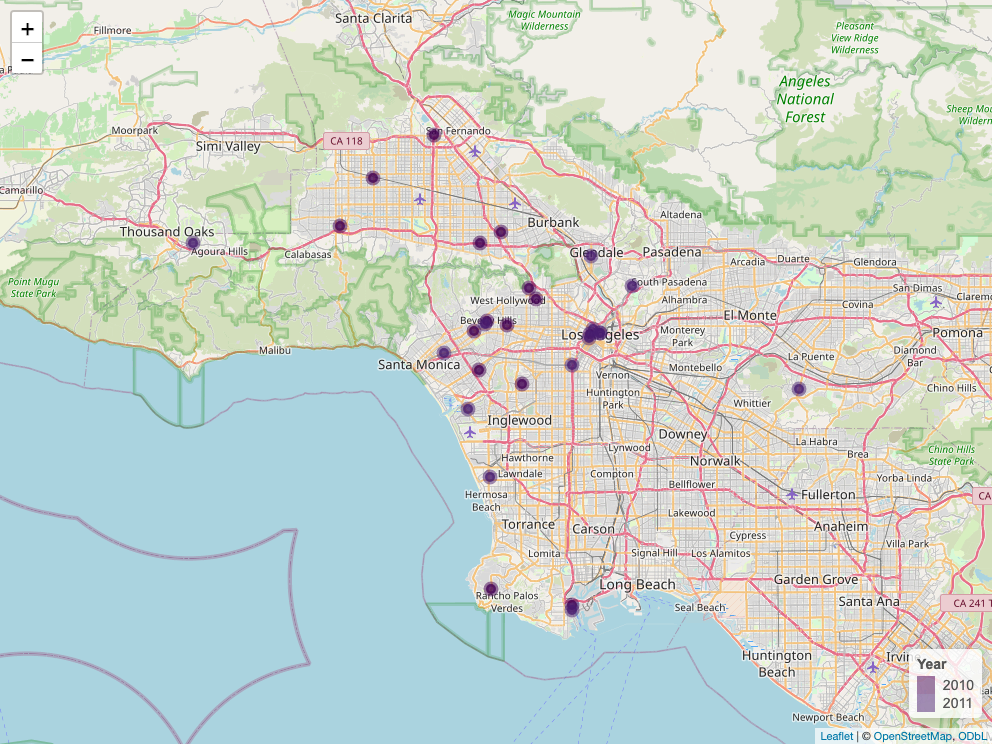 +
−
Fillmore
Santa Clarita
Magic Mountain
Wilderness
Pleasant
View Ridge
Wilderness
Angeles
National
Forest
Moorpark
Simi Valley
CA 118
San Fernando
Camarillo
Thousand Oaks
Agoura Hills
Calabasas
Burbank
Altadena
Glendale
Pasadena
Arcadia
Duarte
Glendora
Point Mugu
State Park
South Pasadena
San Dimas
West Hollywood
Alhambra
Covina
Beverly Hills
El Monte
Los Angeles
Monterey
Park
Pomona
Malibu
Santa Monica
Montebello
La Puente
Diamond
Bar
Vernon
Huntington
Park
Whittier
Chino Hills
Inglewood
Downey
La Habra
Brea
Chino Hills
State Park
Lynwood
Hawthorne
Norwalk
Lawndale
Compton
Bellflower
Yorba Linda
Hermosa
Beach
Fullerton
CA
Lakewood
Torrance
Carson
Cypress
Anaheim
Villa Park
Lomita
Signal Hill
Los Alamitos
Long Beach
Garden Grove
Rancho Palos
Verdes
Seal Beach
Santa Ana
CA 241 T
Huntington
Beach
Irvin
Newport Beach
Year
2010
2011
Leaflet | © OpenStreetMap, ODbL